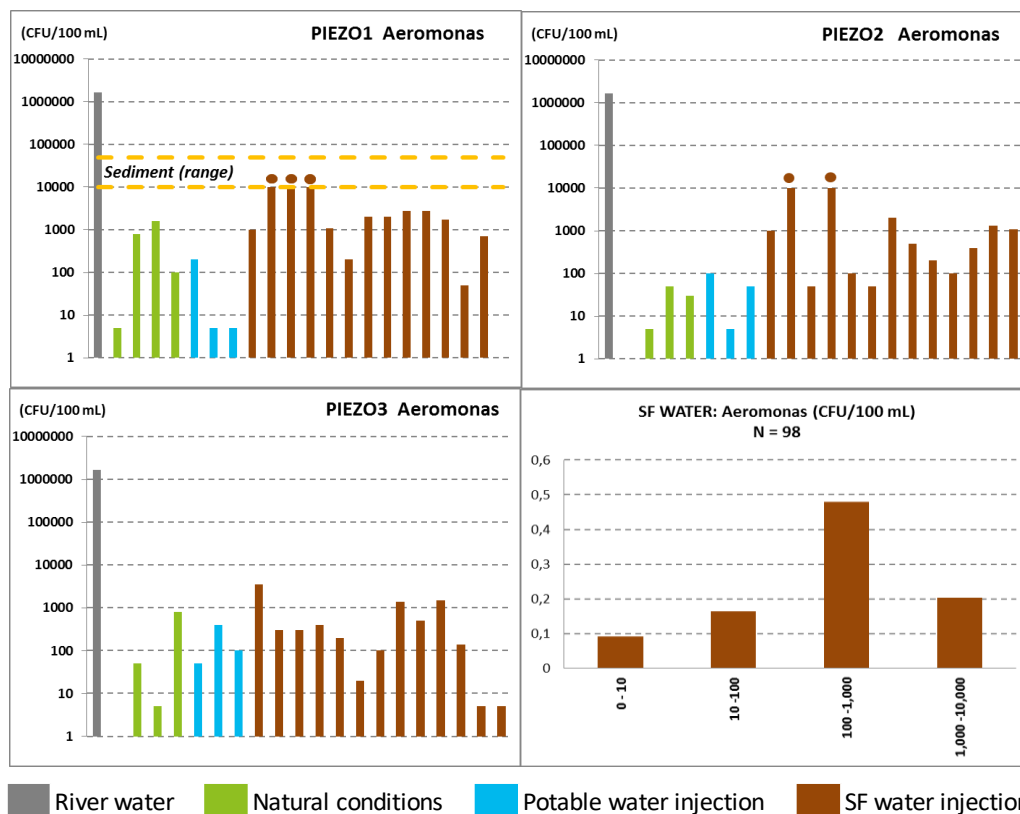 (CFU/100 mL)
PIEZO1 Aeromonas
10000000
1000000
100000
10000
1000
100
10
1
Sediment (range)
(CFU/100 mL)
PIEZO2 Aeromonas
10000000
1000000
100000
10000
1000
100
10
1
(CFU/100 mL)
PIEZO3 Aeromonas
10000000
1000000
100000
10000
1000
100
10
1
SF WATER: Aeromonas (CFU/100 mL)
N = 98
0,6
0,5
0,4
0,3
0,2
0,1
0
0 - 10
10 -100
100 -1,000
1,000 -10,000
River water
Natural conditions
Potable water injection
SF water injection